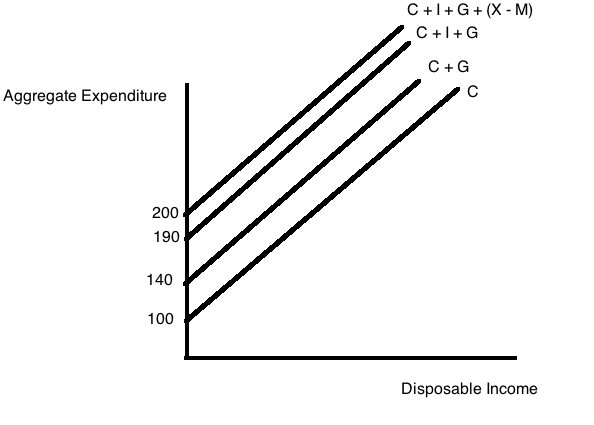 C + I + G + (X - M)
C + I + G
C + G
C
Aggregate Expenditure
200
190
140
100
Disposable Income